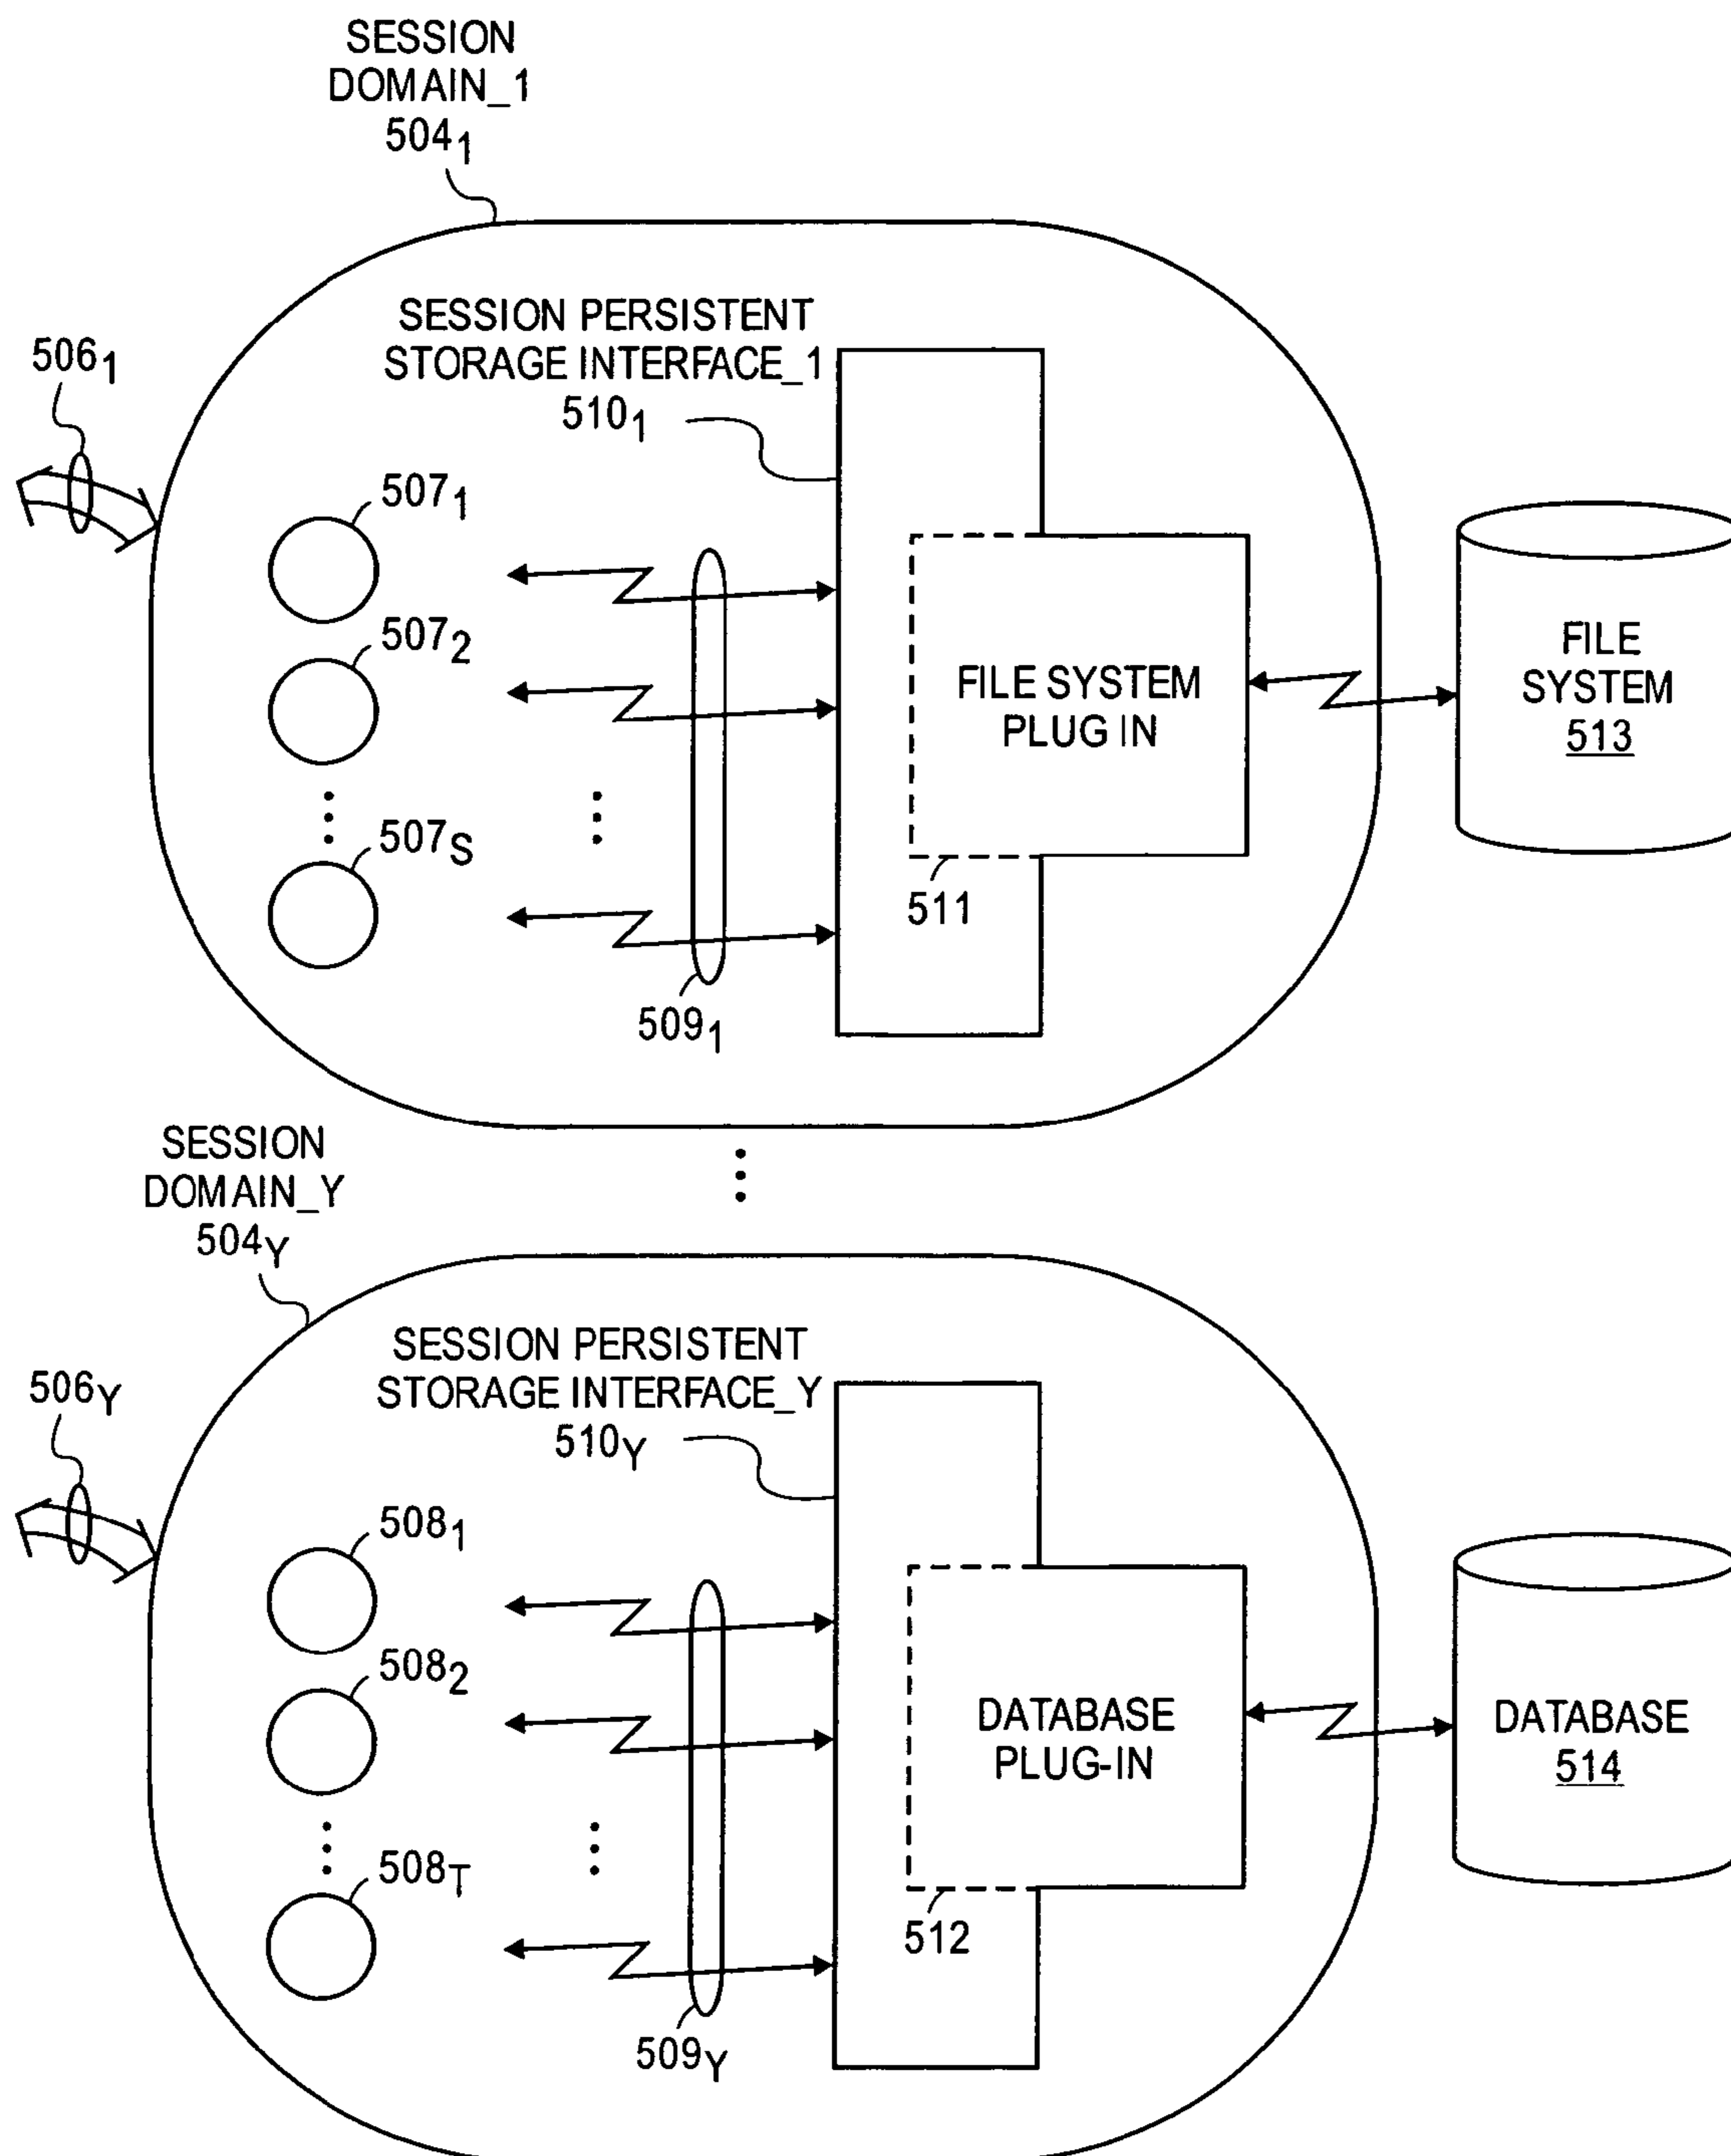 SESSION
DOMAIN_1
504₁
SESSION PERSISTENT
STORAGE INTERFACE_1
510₁
506₁
507₁
507₂
507S
509₁
511
FILE SYSTEM
PLUG IN
FILE
SYSTEM
513
SESSION
DOMAIN_Y
504Y
SESSION PERSISTENT
STORAGE INTERFACE_Y
510Y
506Y
508₁
508₂
508T
509Y
512
DATABASE
PLUG-IN
DATABASE
514